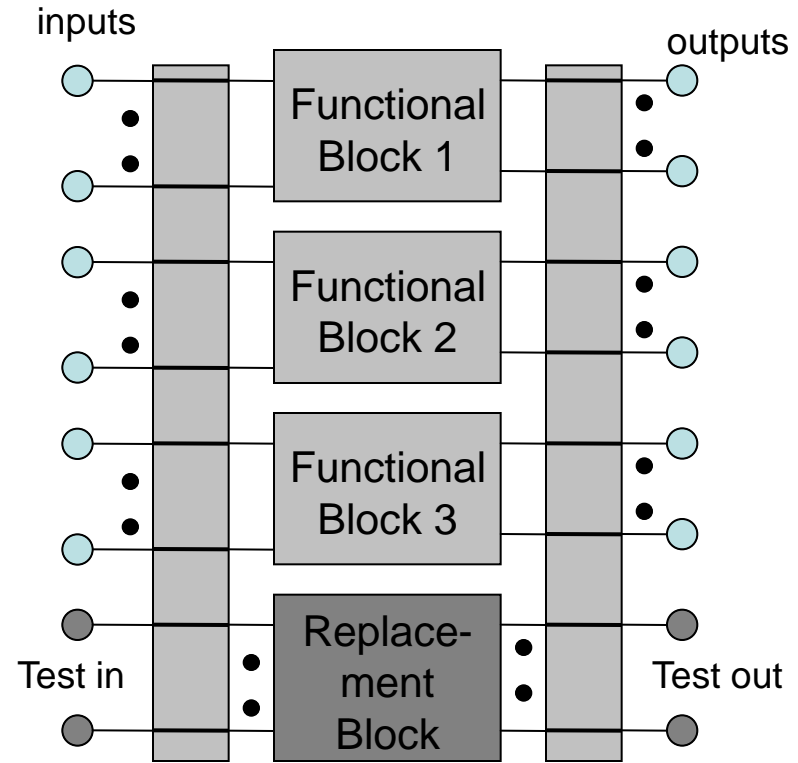 inputs
outputs
Functional
Block 1
Functional
Block 2
Functional
Block 3
Replace-
ment
Block
Test in
Test out